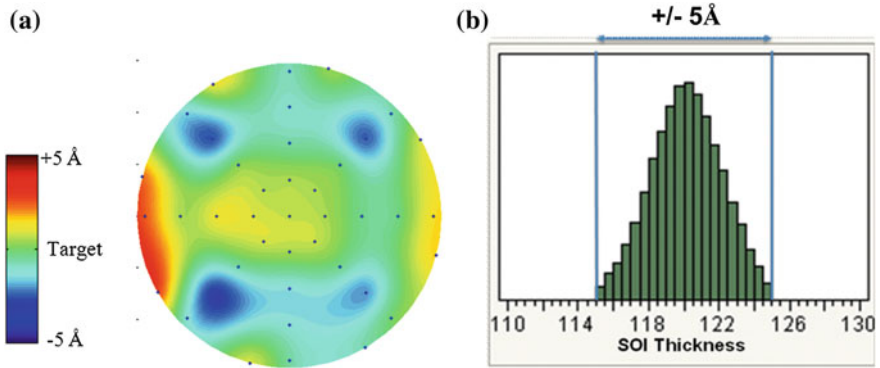 (a)
+5 Å
Target
-5 Å
(b)
+/- 5Å
110 114 118 122 126 130
SOI Thickness